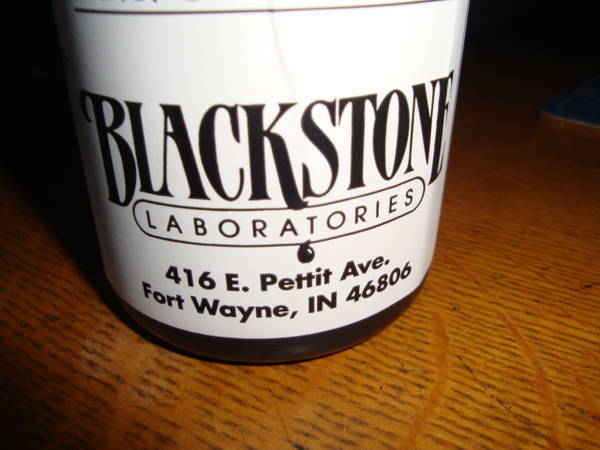 BLACKSTONE
LABORATORIES
416 E. Pettit Ave.
Fort Wayne, IN 46806